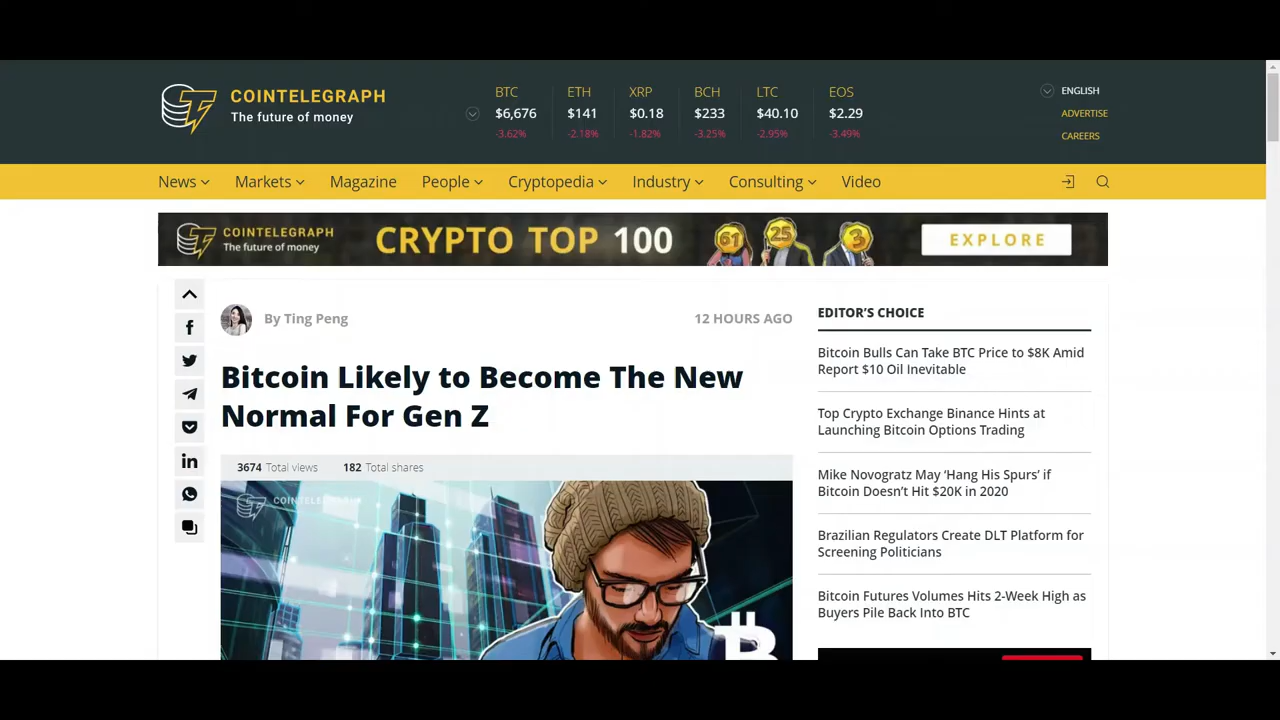 COINTELEGRAPH
The future of money
BTC ETH XRP BCH LTC EOS
$6,676 $141 $0.18 $233 $40.10 $2.29
-3.62% -2.18% -1.82% -3.25% -2.95% -3.49%
ENGLISH
ADVERTISE
CAREERS
News Markets Magazine People Cryptopedia Industry Consulting Video
COINTELEGRAPH
The future of money
CRYPTO TOP 100
61 25 3
EXPLORE
By Ting Peng
12 HOURS AGO
Bitcoin Likely to Become The New
Normal For Gen Z
3674 Total views 182 Total shares
COINTELEGRAPH
EDITOR'S CHOICE
Bitcoin Bulls Can Take BTC Price to $8K Amid
Report $10 Oil Inevitable
Top Crypto Exchange Binance Hints at
Launching Bitcoin Options Trading
Mike Novogratz May ‘Hang His Spurs’ if
Bitcoin Doesn’t Hit $20K in 2020
Brazilian Regulators Create DLT Platform for
Screening Politicians
Bitcoin Futures Volumes Hits 2-Week High as
Buyers Pile Back Into BTC